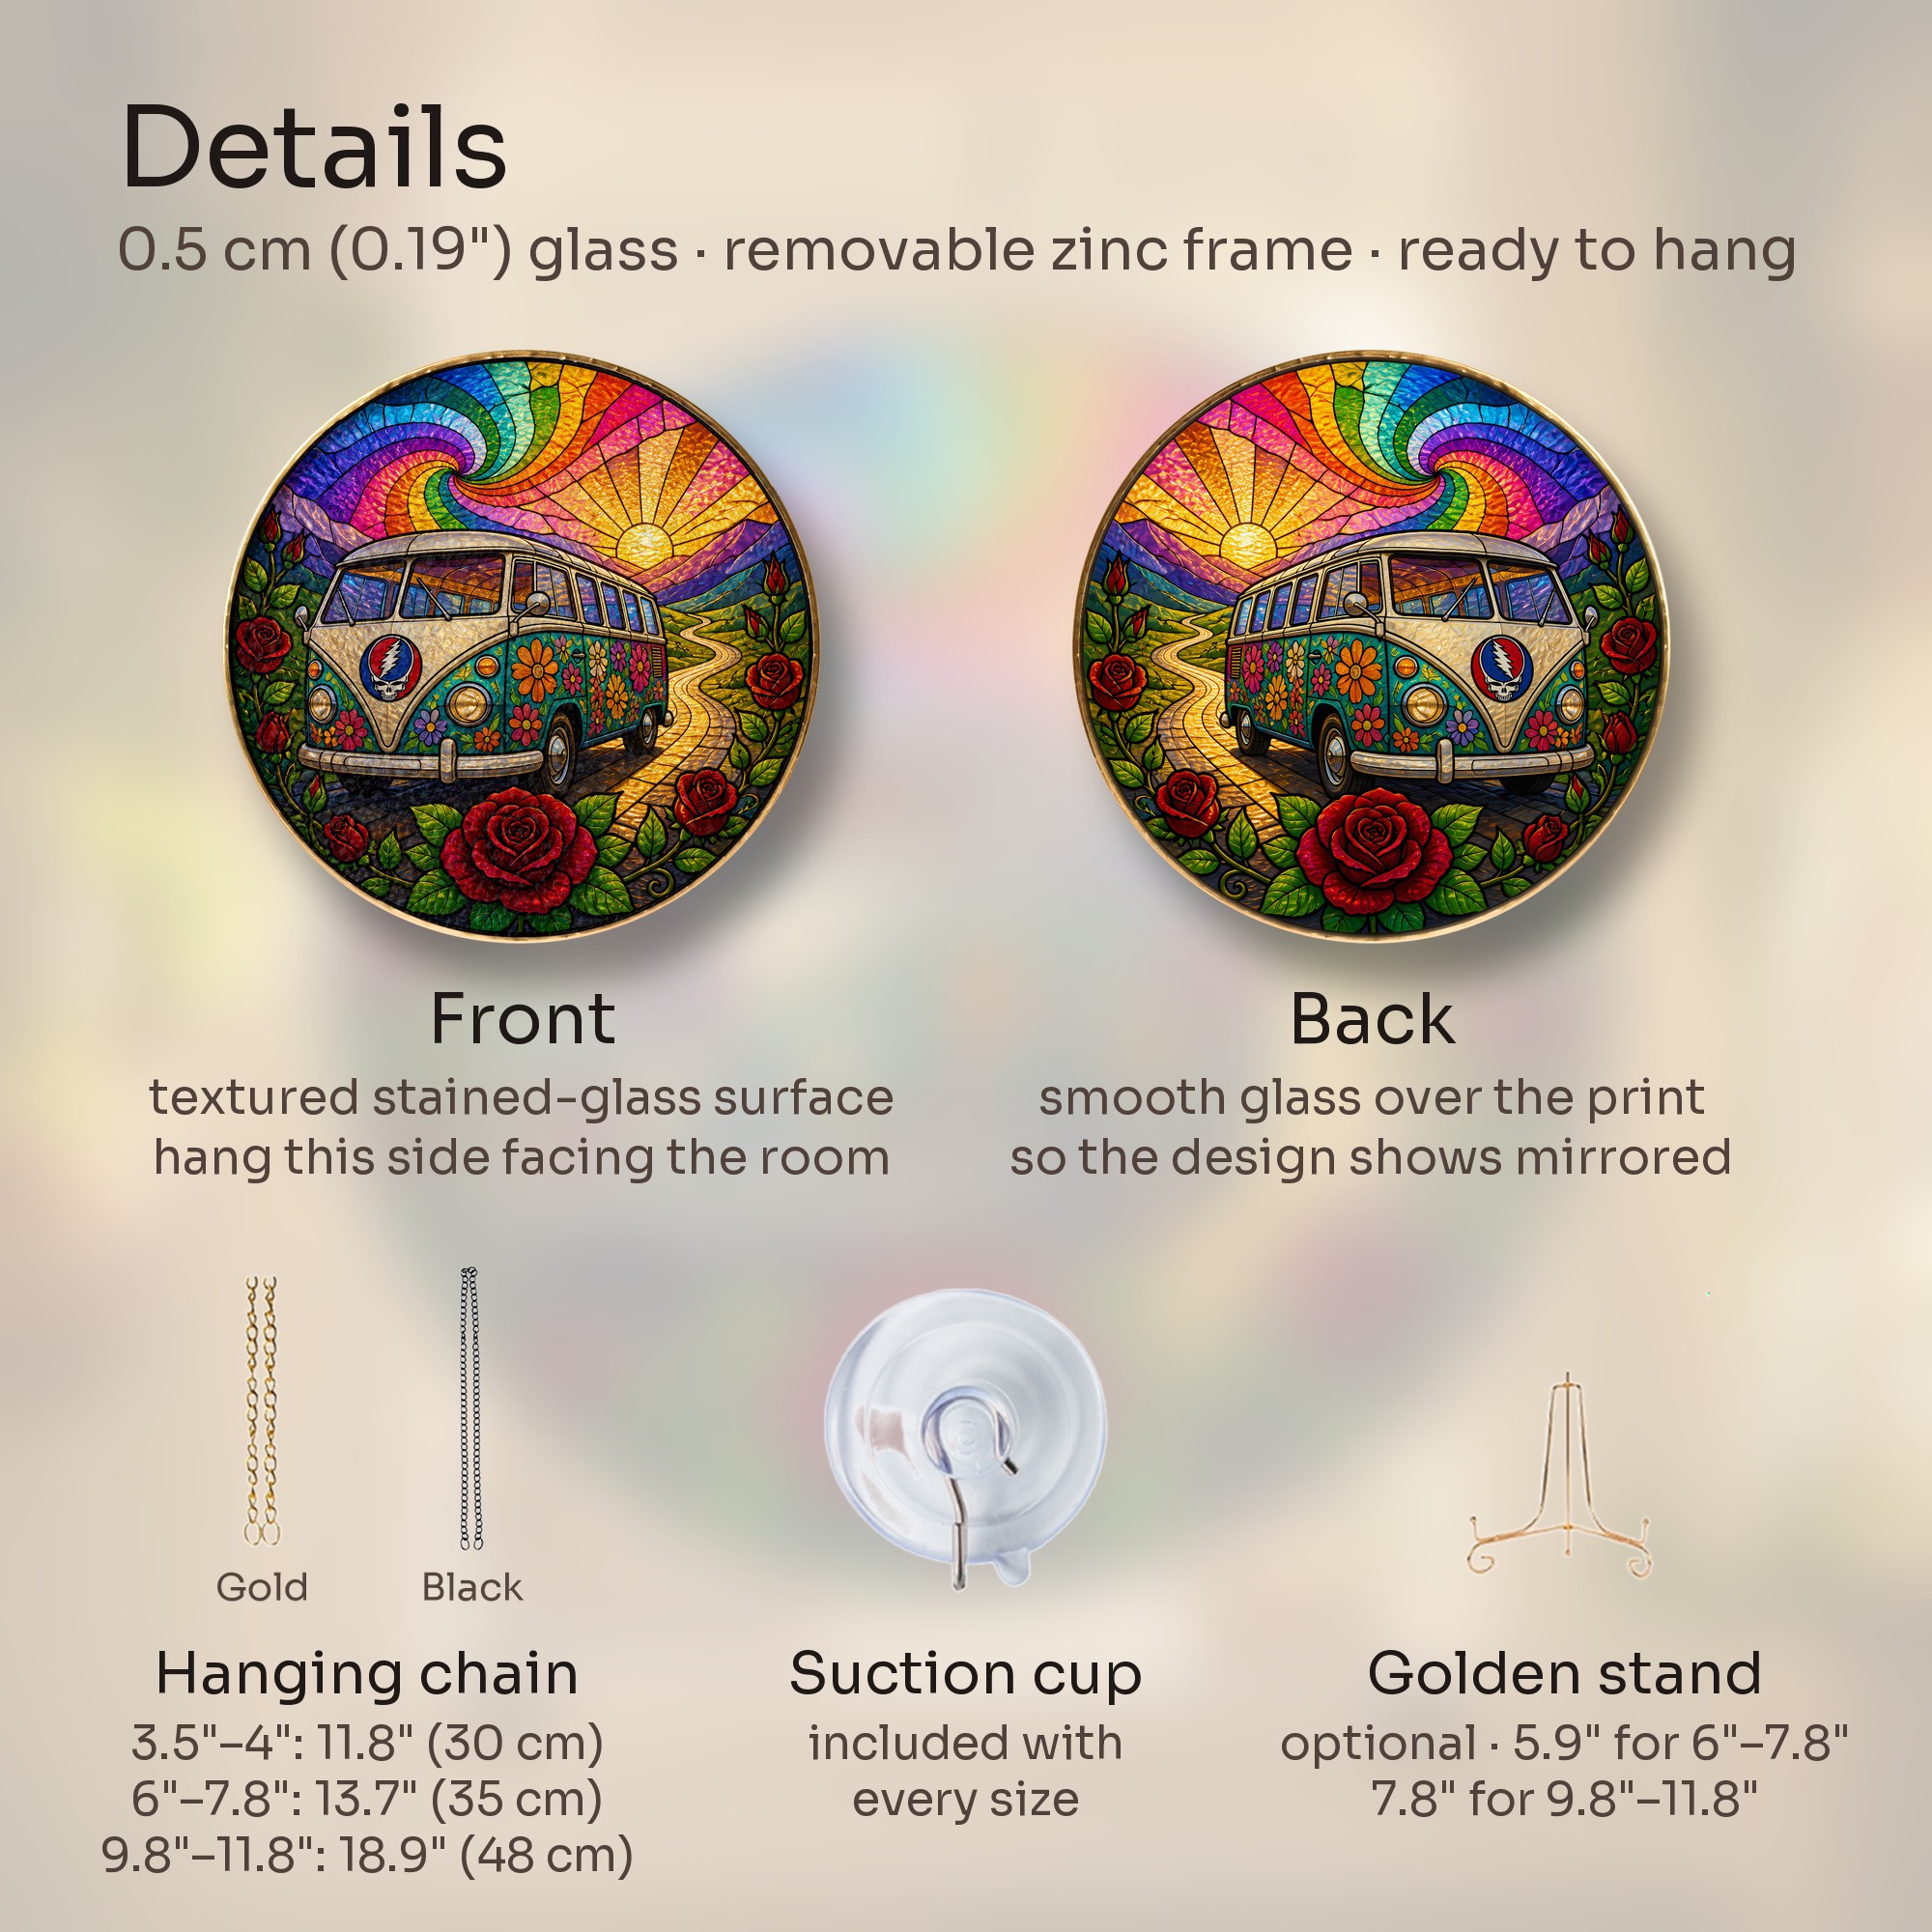 Details
0.5 cm (0.19") glass · removable zinc frame · ready to hang
Front
textured stained-glass surface
hang this side facing the room
Back
smooth glass over the print
so the design shows mirrored
Gold
Black
Hanging chain
3.5"–4": 11.8" (30 cm)
6"–7.8": 13.7" (35 cm)
9.8"–11.8": 18.9" (48 cm)
Suction cup
included with
every size
Golden stand
optional · 5.9" for 6"–7.8"
7.8" for 9.8"–11.8"